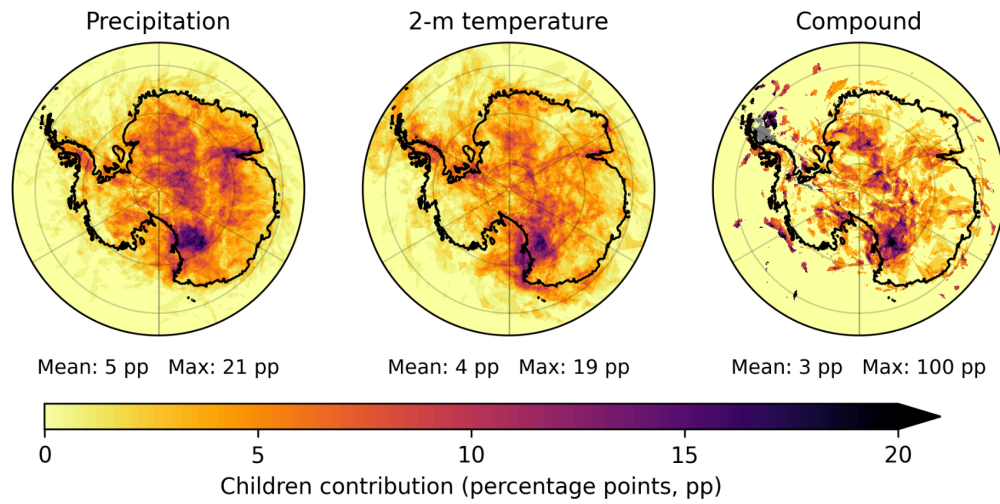 Precipitation 2-m temperature Compound
Mean: 5 pp Max: 21 pp Mean: 4 pp Max: 19 pp Mean: 3 pp Max: 100 pp
0 5 10 15 20
Children contribution (percentage points, pp)